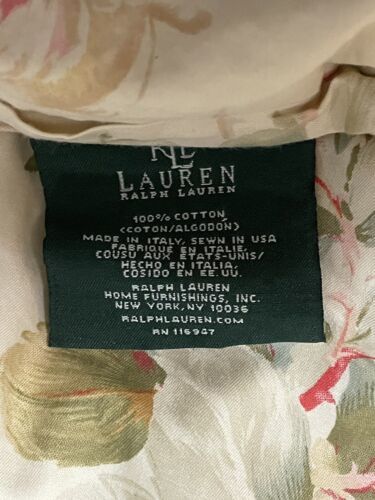 RLL
LAUREN
RALPH LAUREN
100% COTTON
(COTON/ALGODÓN)
MADE IN ITALY, SEWN IN USA
FABRIQUE EN ITALIE,
COUSU AUX ETATS-UNIS/
HECHO EN ITALIA,
COSIDO EN EE.UU.
RALPH LAUREN
HOME FURNISHINGS, INC.
NEW YORK, NY 10036
RALPHLAUREN.COM
RN 116947